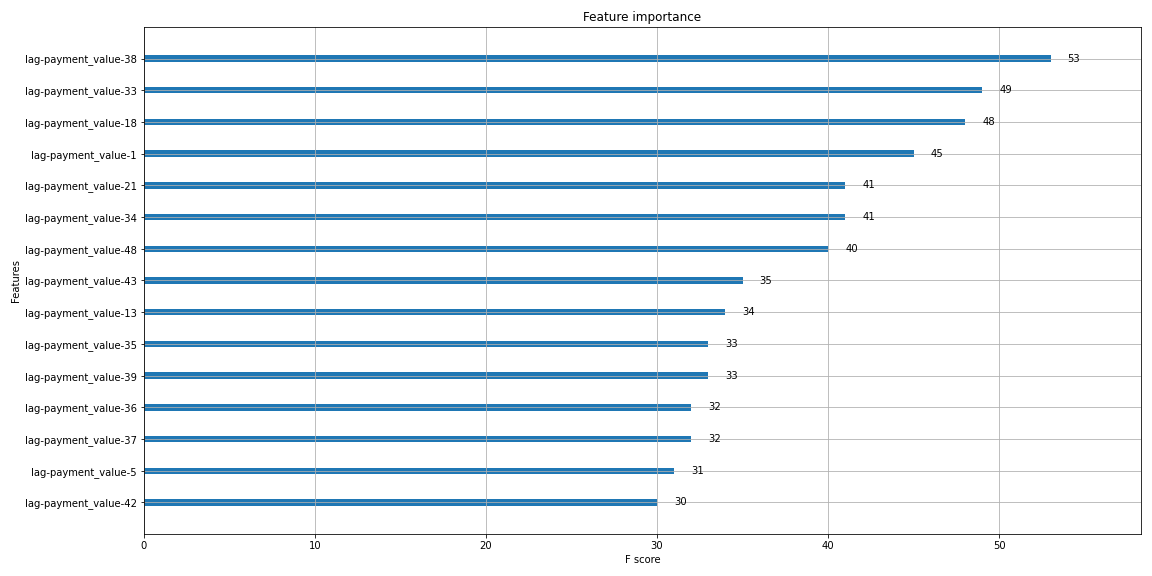 Feature importance
lag-payment_value-38 53
lag-payment_value-33 49
lag-payment_value-18 48
lag-payment_value-1 45
lag-payment_value-21 41
lag-payment_value-34 41
lag-payment_value-48 40
lag-payment_value-43 35
lag-payment_value-13 34
lag-payment_value-35 33
lag-payment_value-39 33
lag-payment_value-36 32
lag-payment_value-37 32
lag-payment_value-5 31
lag-payment_value-42 30
Features
0 10 20 30 40 50
F score